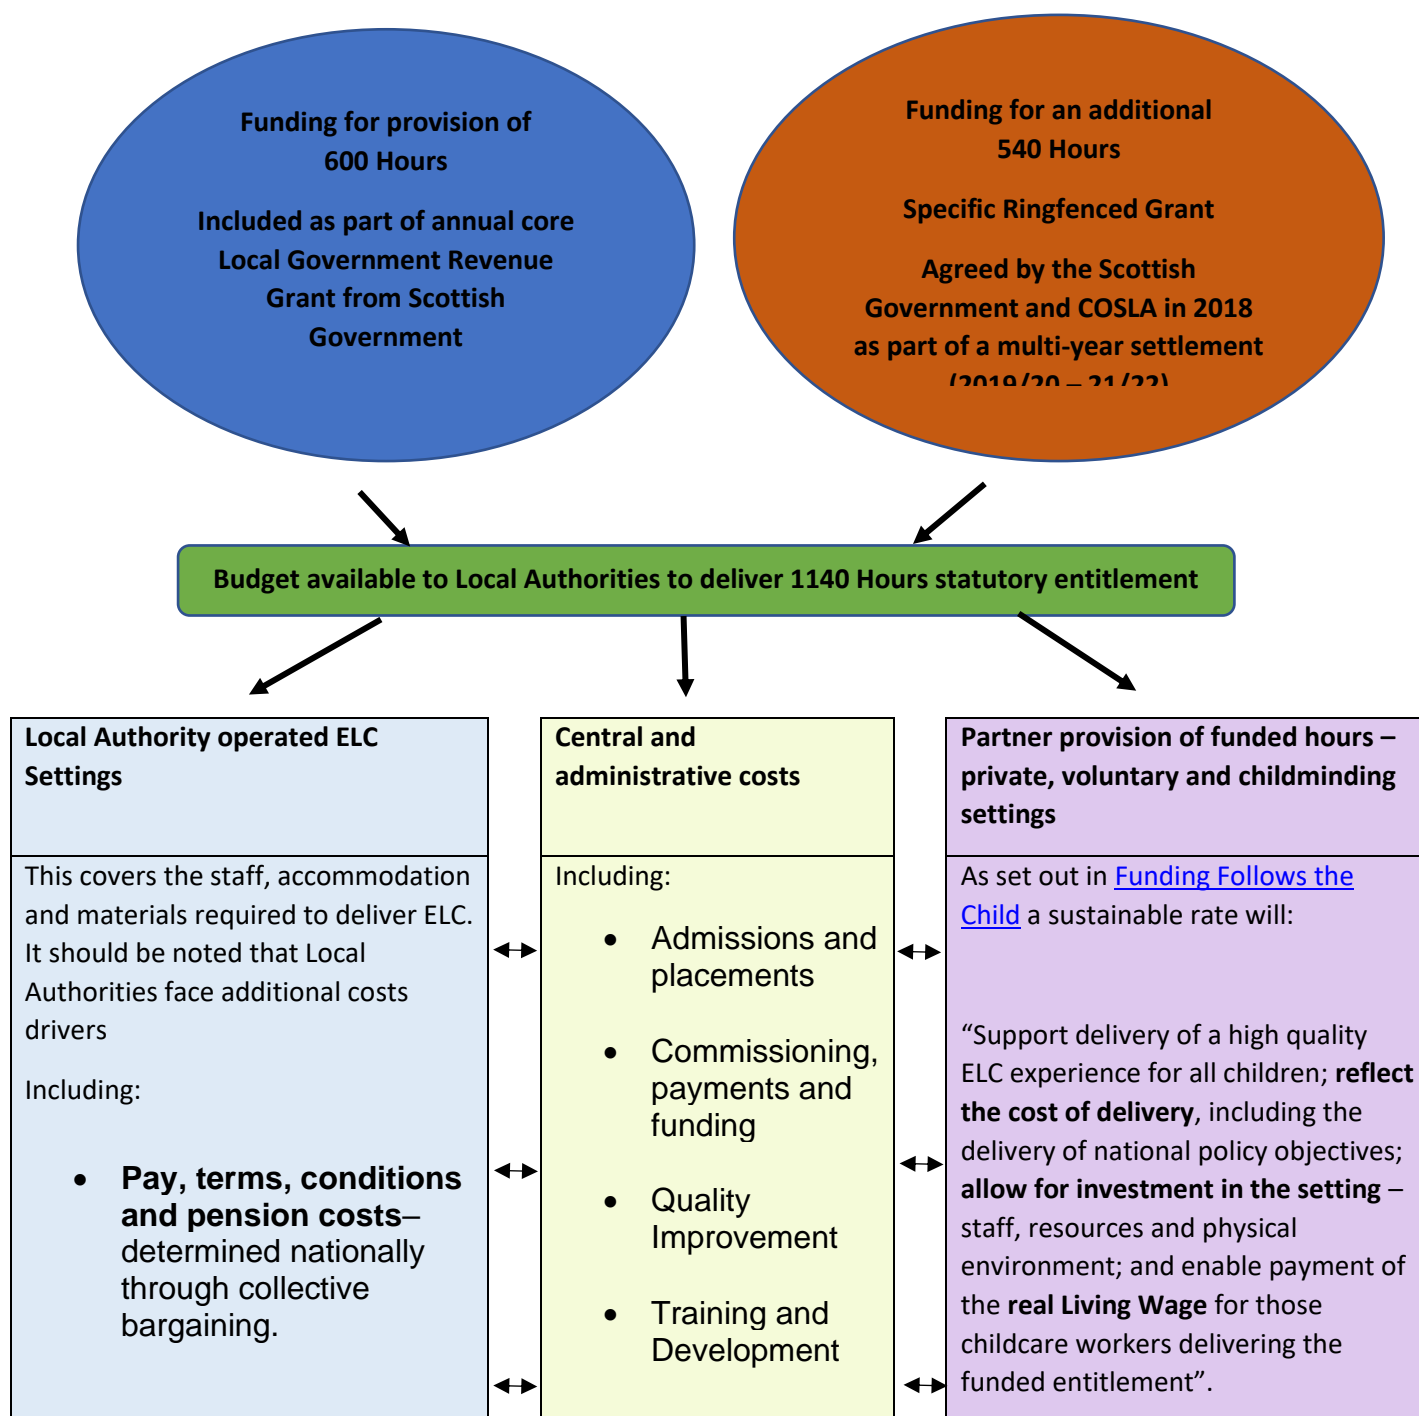 Funding for provision of
600 Hours
Included as part of annual core
Local Government Revenue
Grant from Scottish
Government
Funding for an additional
540 Hours
Specific Ringfenced Grant
Agreed by the Scottish
Government and COSLA in 2018
as part of a multi-year settlement
(2019/20 – 21/22)
Budget available to Local Authorities to deliver 1140 Hours statutory entitlement
Local Authority operated ELC
Settings
This covers the staff, accommodation
and materials required to deliver ELC.
It should be noted that Local
Authorities face additional costs
drivers
Including:
• Pay, terms, conditions
and pension costs–
determined nationally
through collective
bargaining.
Central and
administrative costs
Including:
• Admissions and
placements
• Commissioning,
payments and
funding
• Quality
Improvement
• Training and
Development
Partner provision of funded hours –
private, voluntary and childminding
settings
As set out in Funding Follows the
Child a sustainable rate will:
“Support delivery of a high quality
ELC experience for all children; reflect
the cost of delivery, including the
delivery of national policy objectives;
allow for investment in the setting –
staff, resources and physical
environment; and enable payment of
the real Living Wage for those
childcare workers delivering the
funded entitlement”.